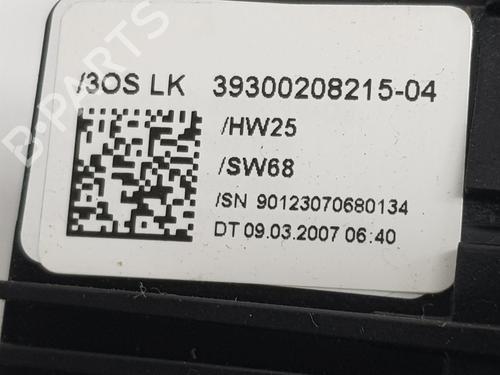 /3OS LK 39300208215-04
/HW25
/SW68
/SN 90123070680134
DT 09.03.2007 06:40
B-PARTS